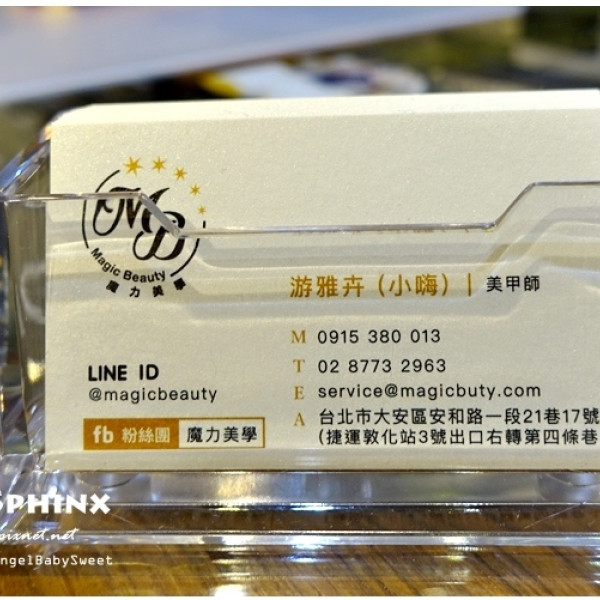 MB
Magic Beauty
魔力美學
游雅卉 (小嗨) | 美甲師
M 0915 380 013
T 02 8773 2963
E service@magicbuty.com
A 台北市大安區安和路一段21巷17號
(捷運敦化站3號出口右轉第四條巷
LINE ID
@magicbeauty
fb 粉絲團 魔力美學
SPHINX
pixnet.net
AngelBabySweet